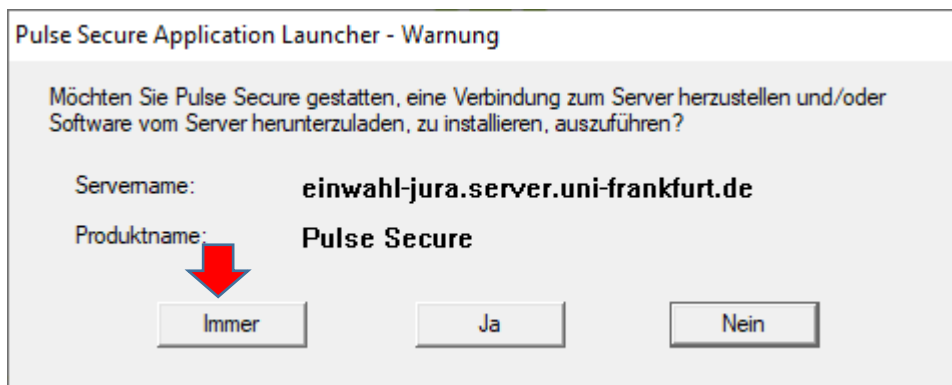 Pulse Secure Application Launcher - Warnung
Möchten Sie Pulse Secure gestatten, eine Verbindung zum Server herzustellen und/oder
Software vom Server herunterzuladen, zu installieren, auszuführen?
Servername: einwahl-jura.server.uni-frankfurt.de
Produktname: Pulse Secure
Immer Ja Nein